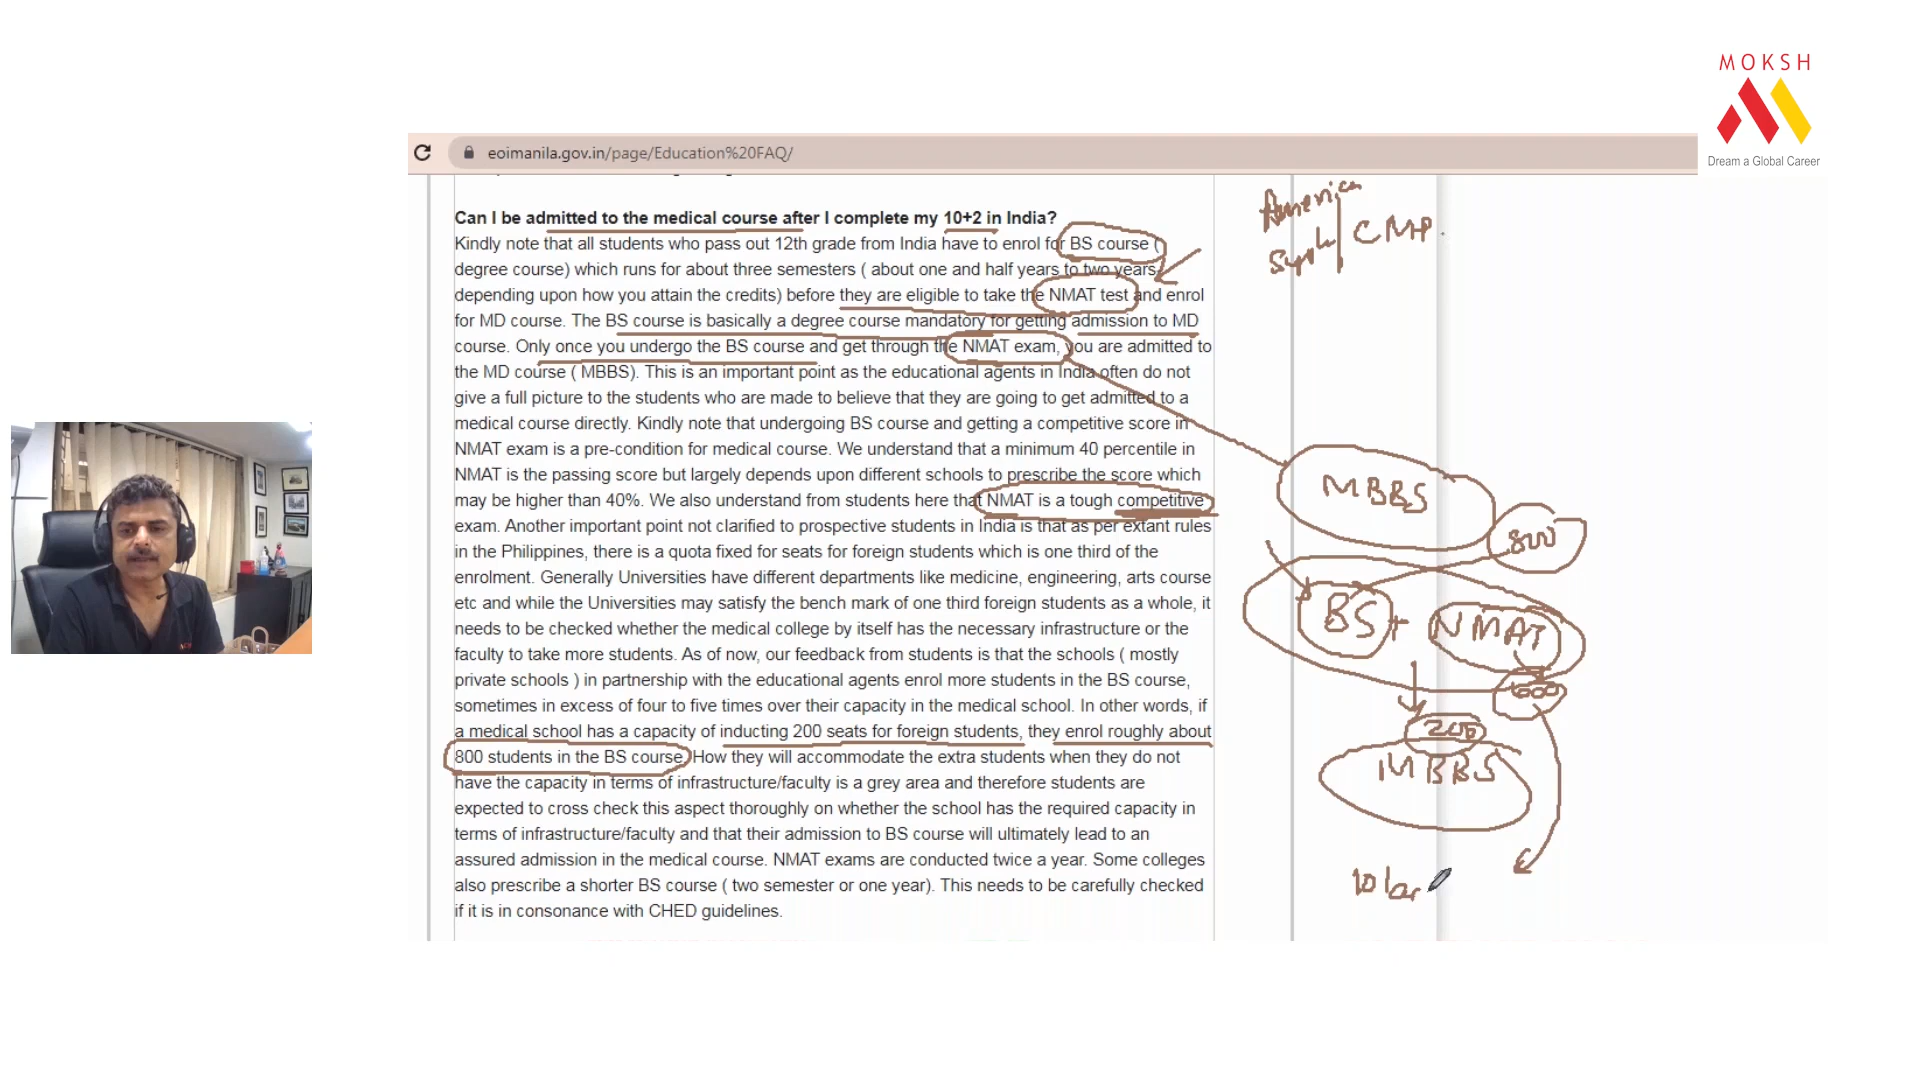 MOKSH
Dream a Global Career
eoimanila.gov.in/page/Education%20FAQ/
Can I be admitted to the medical course after I complete my 10+2 in India?
Kindly note that all students who pass out 12th grade from India have to enrol for BS course (
degree course) which runs for about three semesters ( about one and half years to two years
depending upon how you attain the credits) before they are eligible to take the NMAT test and enrol
for MD course. The BS course is basically a degree course mandatory for getting admission to MD
course. Only once you undergo the BS course and get through the NMAT exam, you are admitted to
the MD course ( MBBS). This is an important point as the educational agents in India often do not
give a full picture to the students who are made to believe that they are going to get admitted to a
medical course directly. Kindly note that undergoing BS course and getting a competitive score in
NMAT exam is a pre-condition for medical course. We understand that a minimum 40 percentile in
NMAT is the passing score but largely depends upon different schools to prescribe the score which
may be higher than 40%. We also understand from students here that NMAT is a tough competitive
exam. Another important point not clarified to prospective students in India is that as per extant rules
in the Philippines, there is a quota fixed for seats for foreign students which is one third of the
enrolment. Generally Universities have different departments like medicine, engineering, arts course
etc and while the Universities may satisfy the bench mark of one third foreign students as a whole, it
needs to be checked whether the medical college by itself has the necessary infrastructure or the
faculty to take more students. As of now, our feedback from students is that the schools ( mostly
private schools ) in partnership with the educational agents enrol more students in the BS course,
sometimes in excess of four to five times over their capacity in the medical school. In other words, if
a medical school has a capacity of inducting 200 seats for foreign students, they enrol roughly about
800 students in the BS course. How they will accommodate the extra students when they do not
have the capacity in terms of infrastructure/faculty is a grey area and therefore students are
expected to cross check this aspect thoroughly on whether the school has the required capacity in
terms of infrastructure/faculty and that their admission to BS course will ultimately lead to an
assured admission in the medical course. NMAT exams are conducted twice a year. Some colleges
also prescribe a shorter BS course ( two semester or one year). This needs to be carefully checked
if it is in consonance with CHED guidelines.
America
CMP.
MBBS
800
BS + NMAT
600
200
MBBS
10